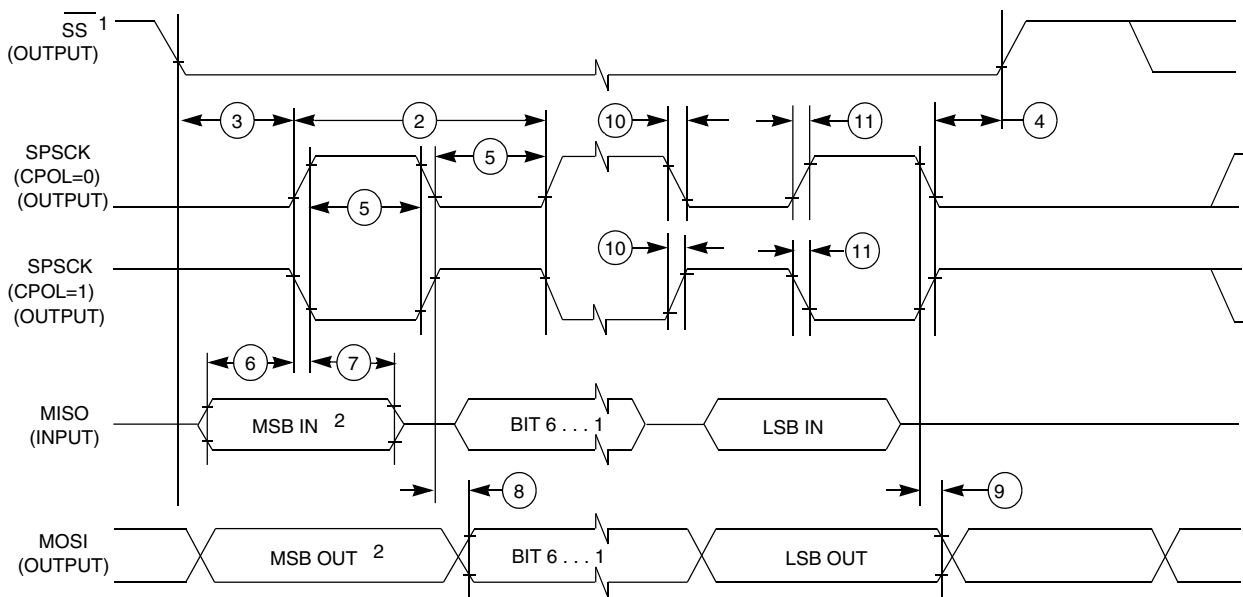 SS 1
(OUTPUT)
3
2
10
11
4
SPSCK
(CPOL=0)
(OUTPUT)
5
5
SPSCK
(CPOL=1)
(OUTPUT)
10
11
6
7
MISO
(INPUT)
MSB IN 2
BIT 6 . . . 1
LSB IN
8
9
MOSI
(OUTPUT)
MSB OUT 2
BIT 6 . . . 1
LSB OUT